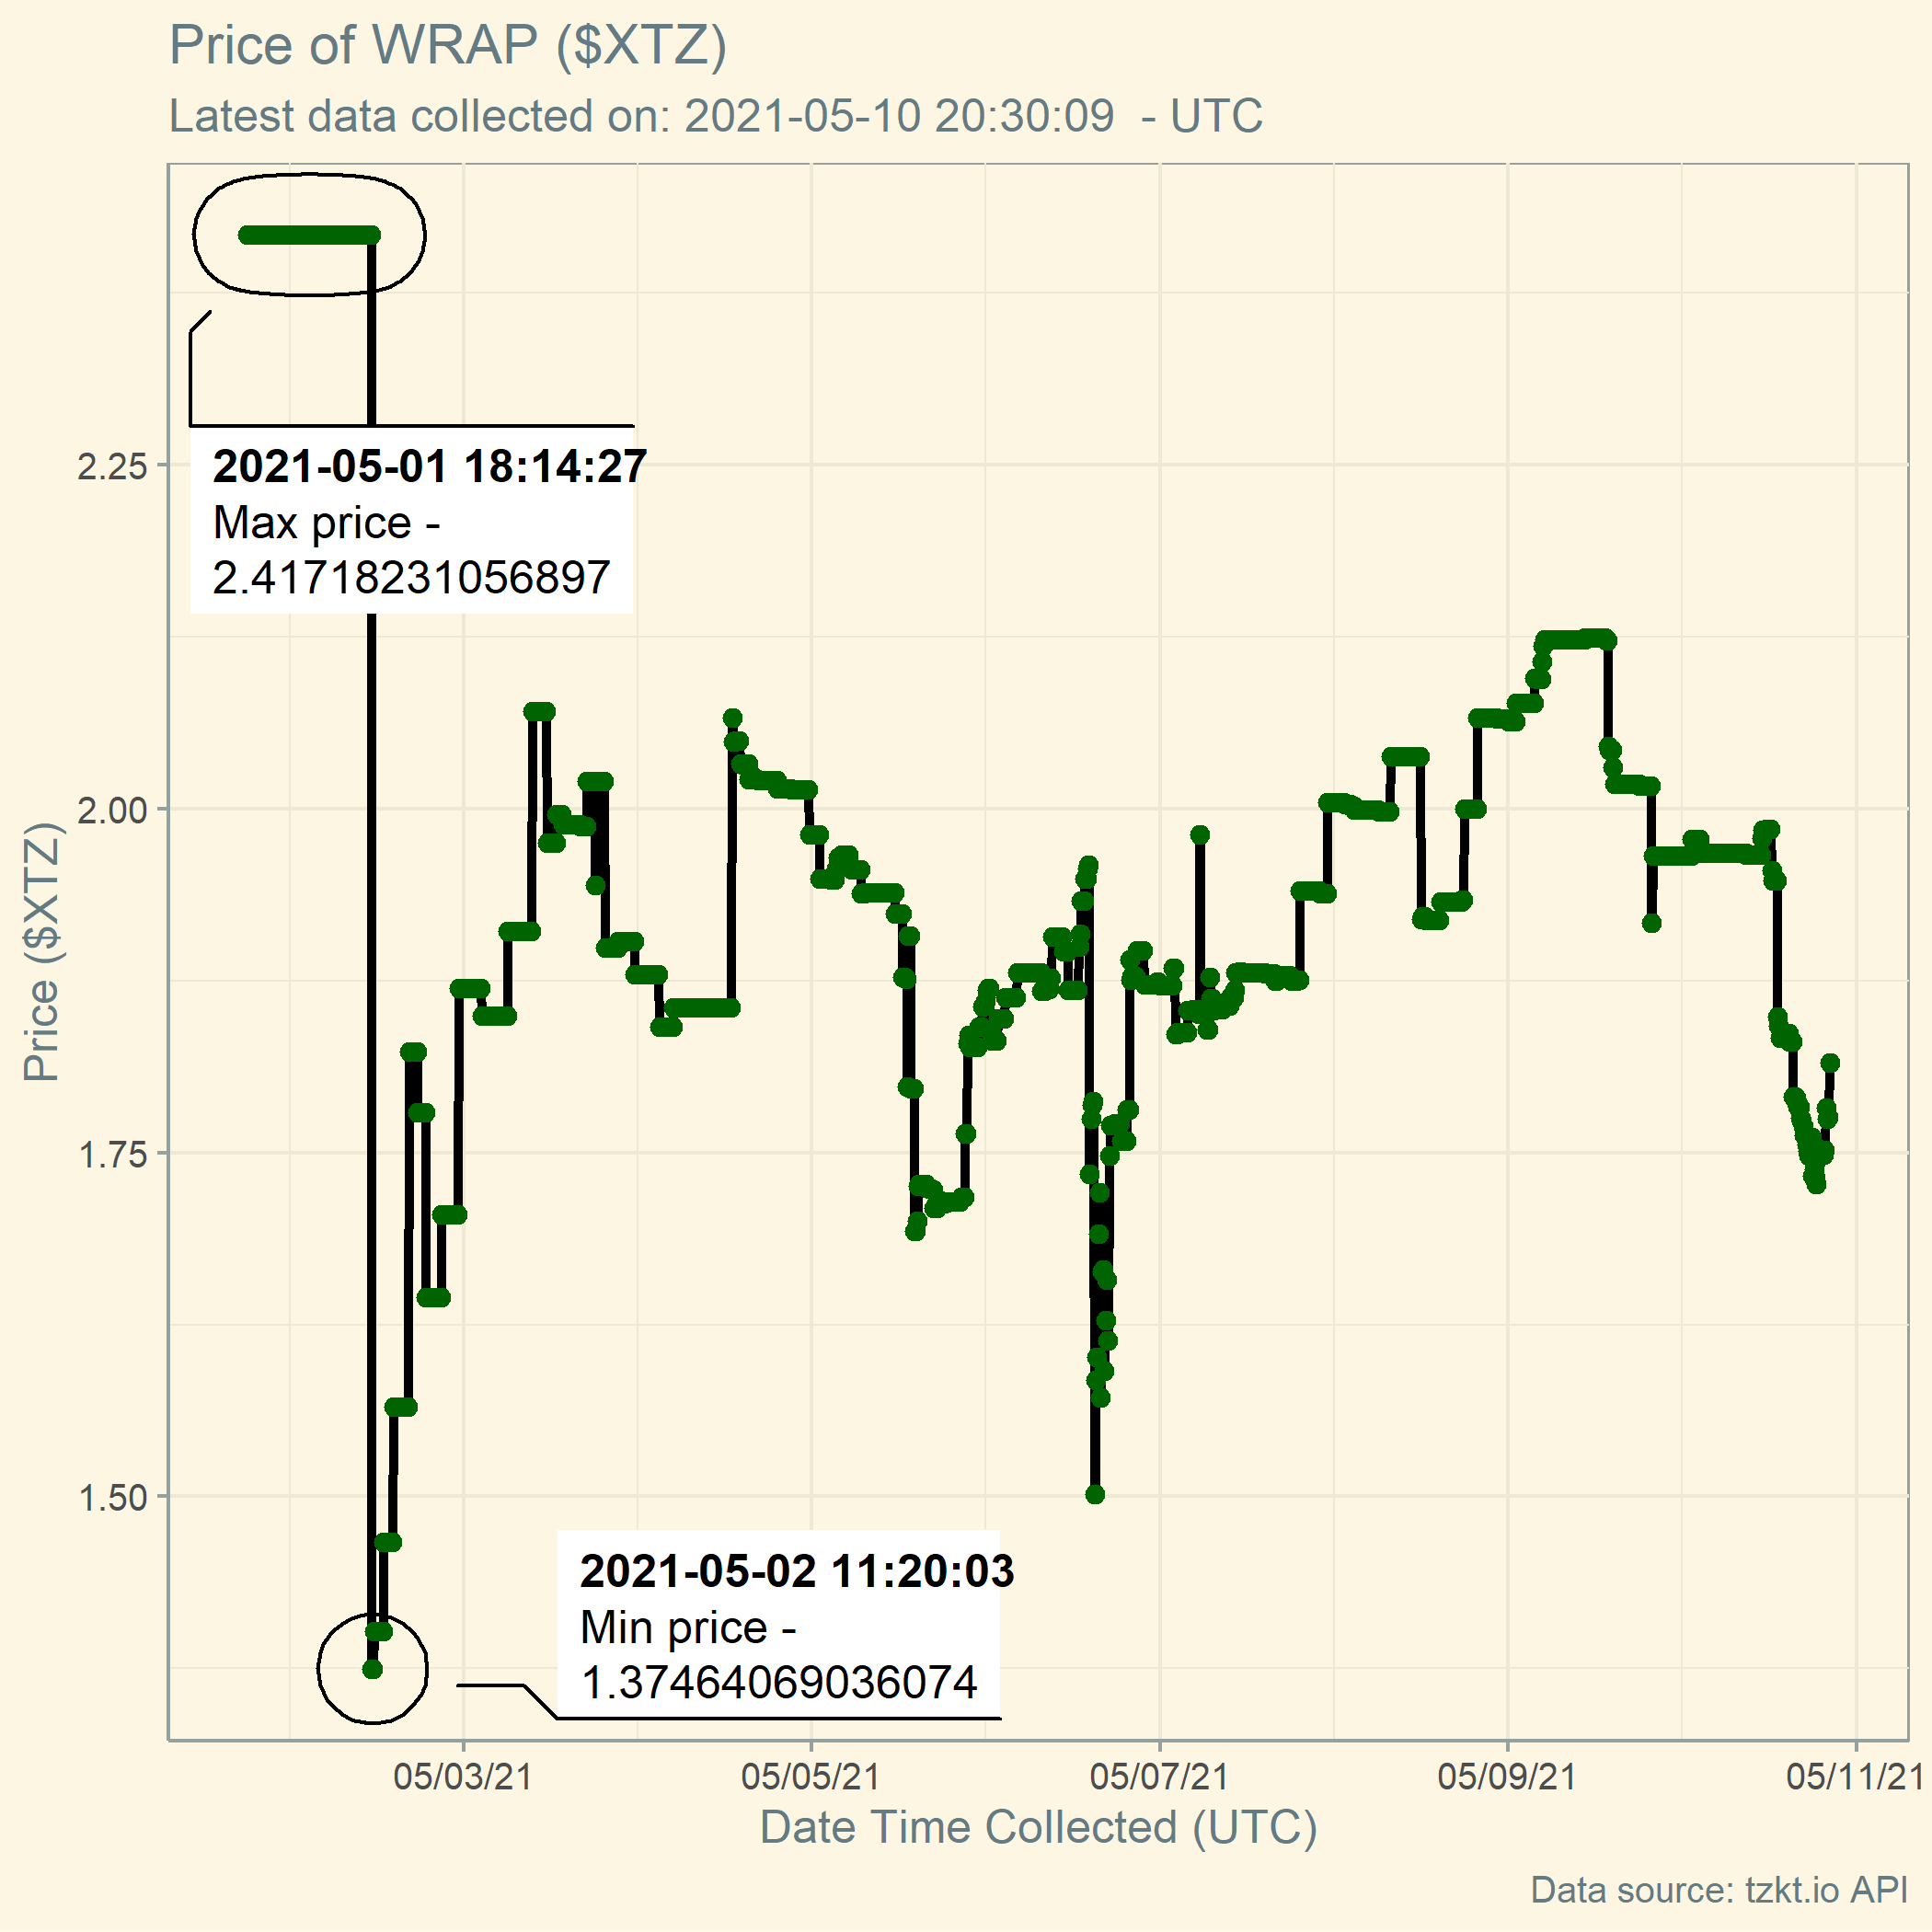 Price of WRAP ($XTZ)
Latest data collected on: 2021-05-10 20:30:09  - UTC
2021-05-01 18:14:27
Max price -
2.41718231056897
2021-05-02 11:20:03
Min price -
1.37464069036074
2.25
2.00
1.75
1.50
Price ($XTZ)
05/03/21
05/05/21
05/07/21
05/09/21
05/11/21
Date Time Collected (UTC)
Data source: tzkt.io API